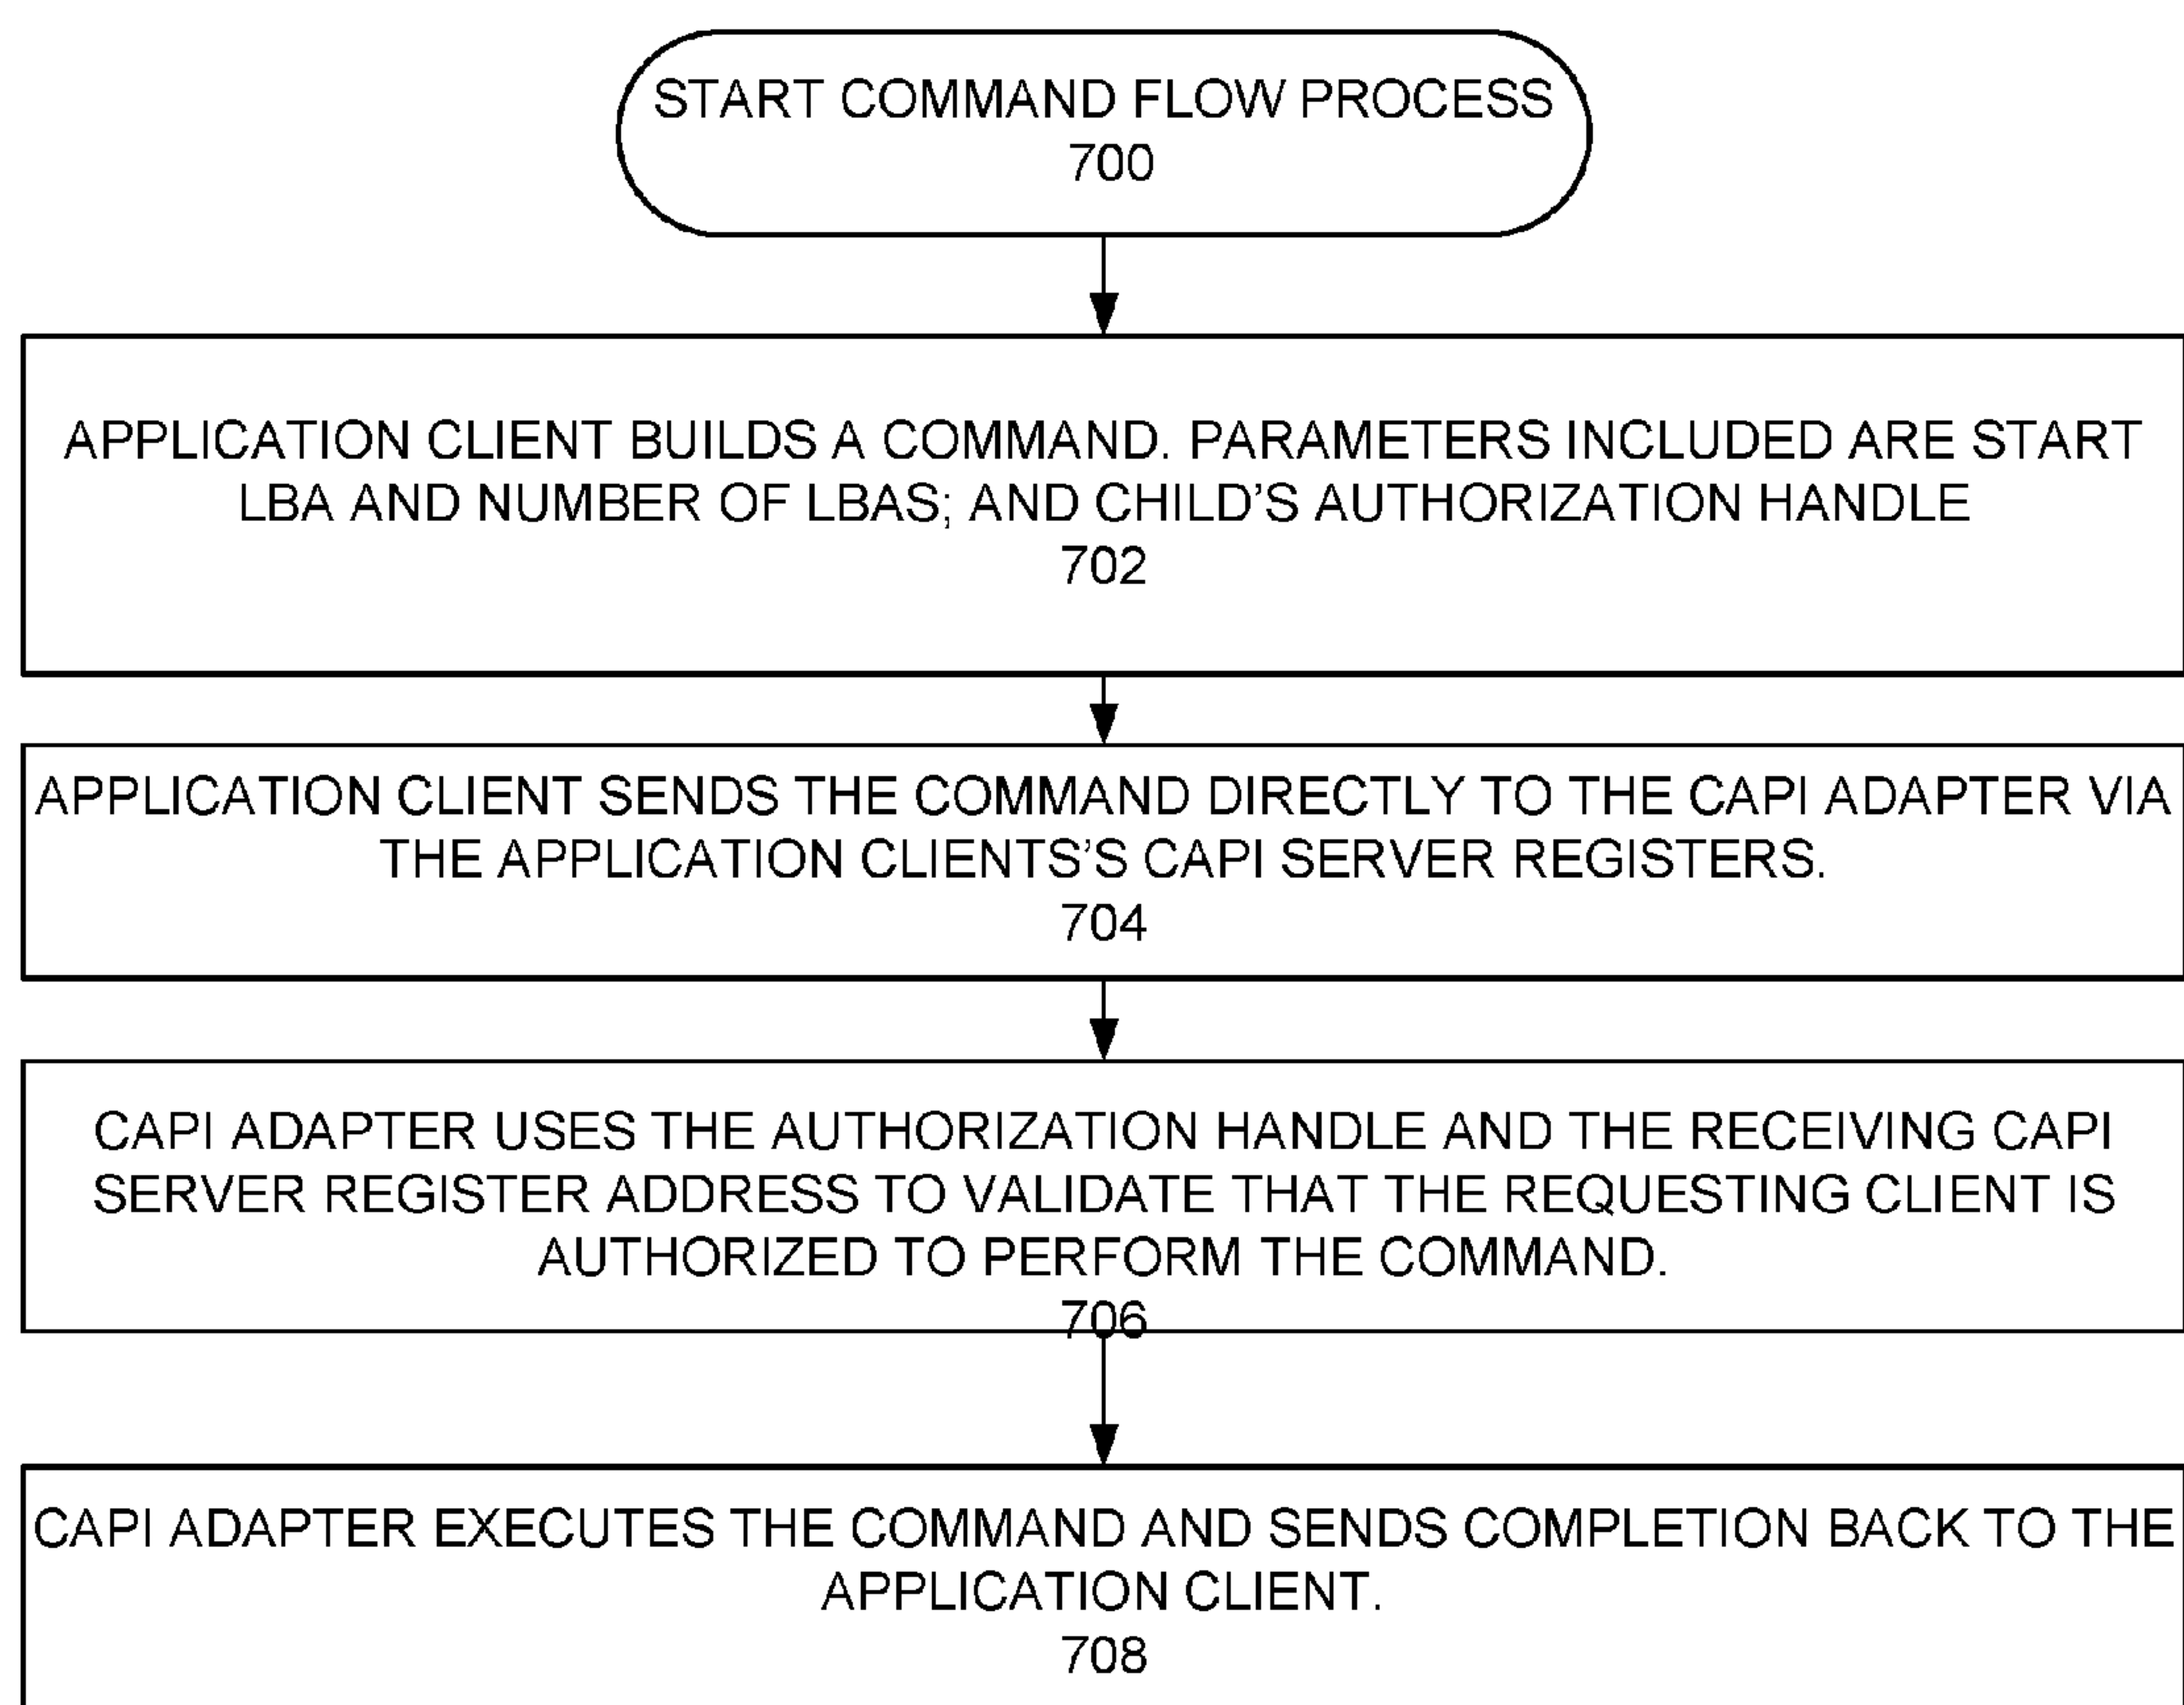 START COMMAND FLOW PROCESS
700
APPLICATION CLIENT BUILDS A COMMAND. PARAMETERS INCLUDED ARE START
LBA AND NUMBER OF LBAS; AND CHILD'S AUTHORIZATION HANDLE
702
APPLICATION CLIENT SENDS THE COMMAND DIRECTLY TO THE CAPI ADAPTER VIA
THE APPLICATION CLIENTS'S CAPI SERVER REGISTERS.
704
CAPI ADAPTER USES THE AUTHORIZATION HANDLE AND THE RECEIVING CAPI
SERVER REGISTER ADDRESS TO VALIDATE THAT THE REQUESTING CLIENT IS
AUTHORIZED TO PERFORM THE COMMAND.
706
CAPI ADAPTER EXECUTES THE COMMAND AND SENDS COMPLETION BACK TO THE
APPLICATION CLIENT.
708